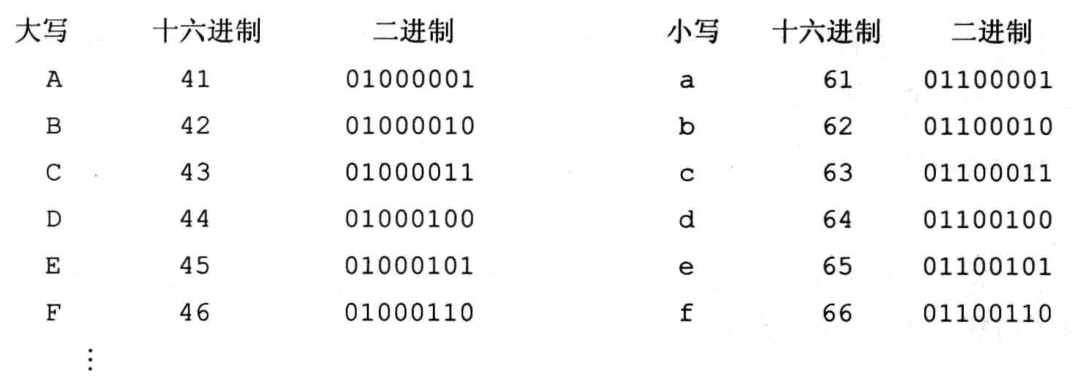 大写 十六进制 二进制 小写 十六进制 二进制
A 41 01000001 a 61 01100001
B 42 01000010 b 62 01100010
C 43 01000011 c 63 01100011
D 44 01000100 d 64 01100100
E 45 01000101 e 65 01100101
F 46 01000110 f 66 01100110
⋮